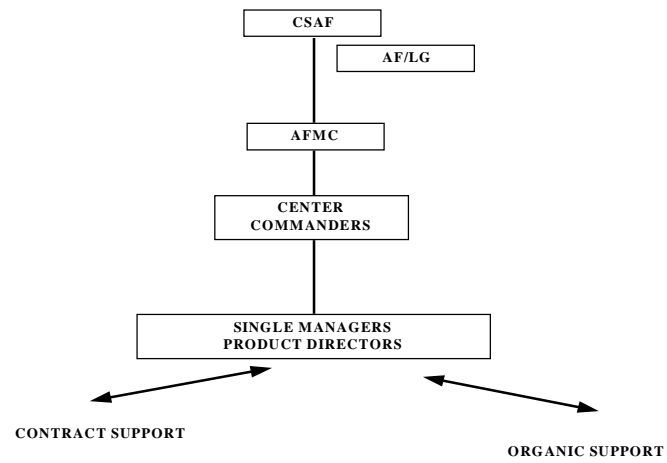 CSAF
AF/LG
AFMC
CENTER
COMMANDERS
SINGLE MANAGERS
PRODUCT DIRECTORS
CONTRACT SUPPORT
ORGANIC SUPPORT